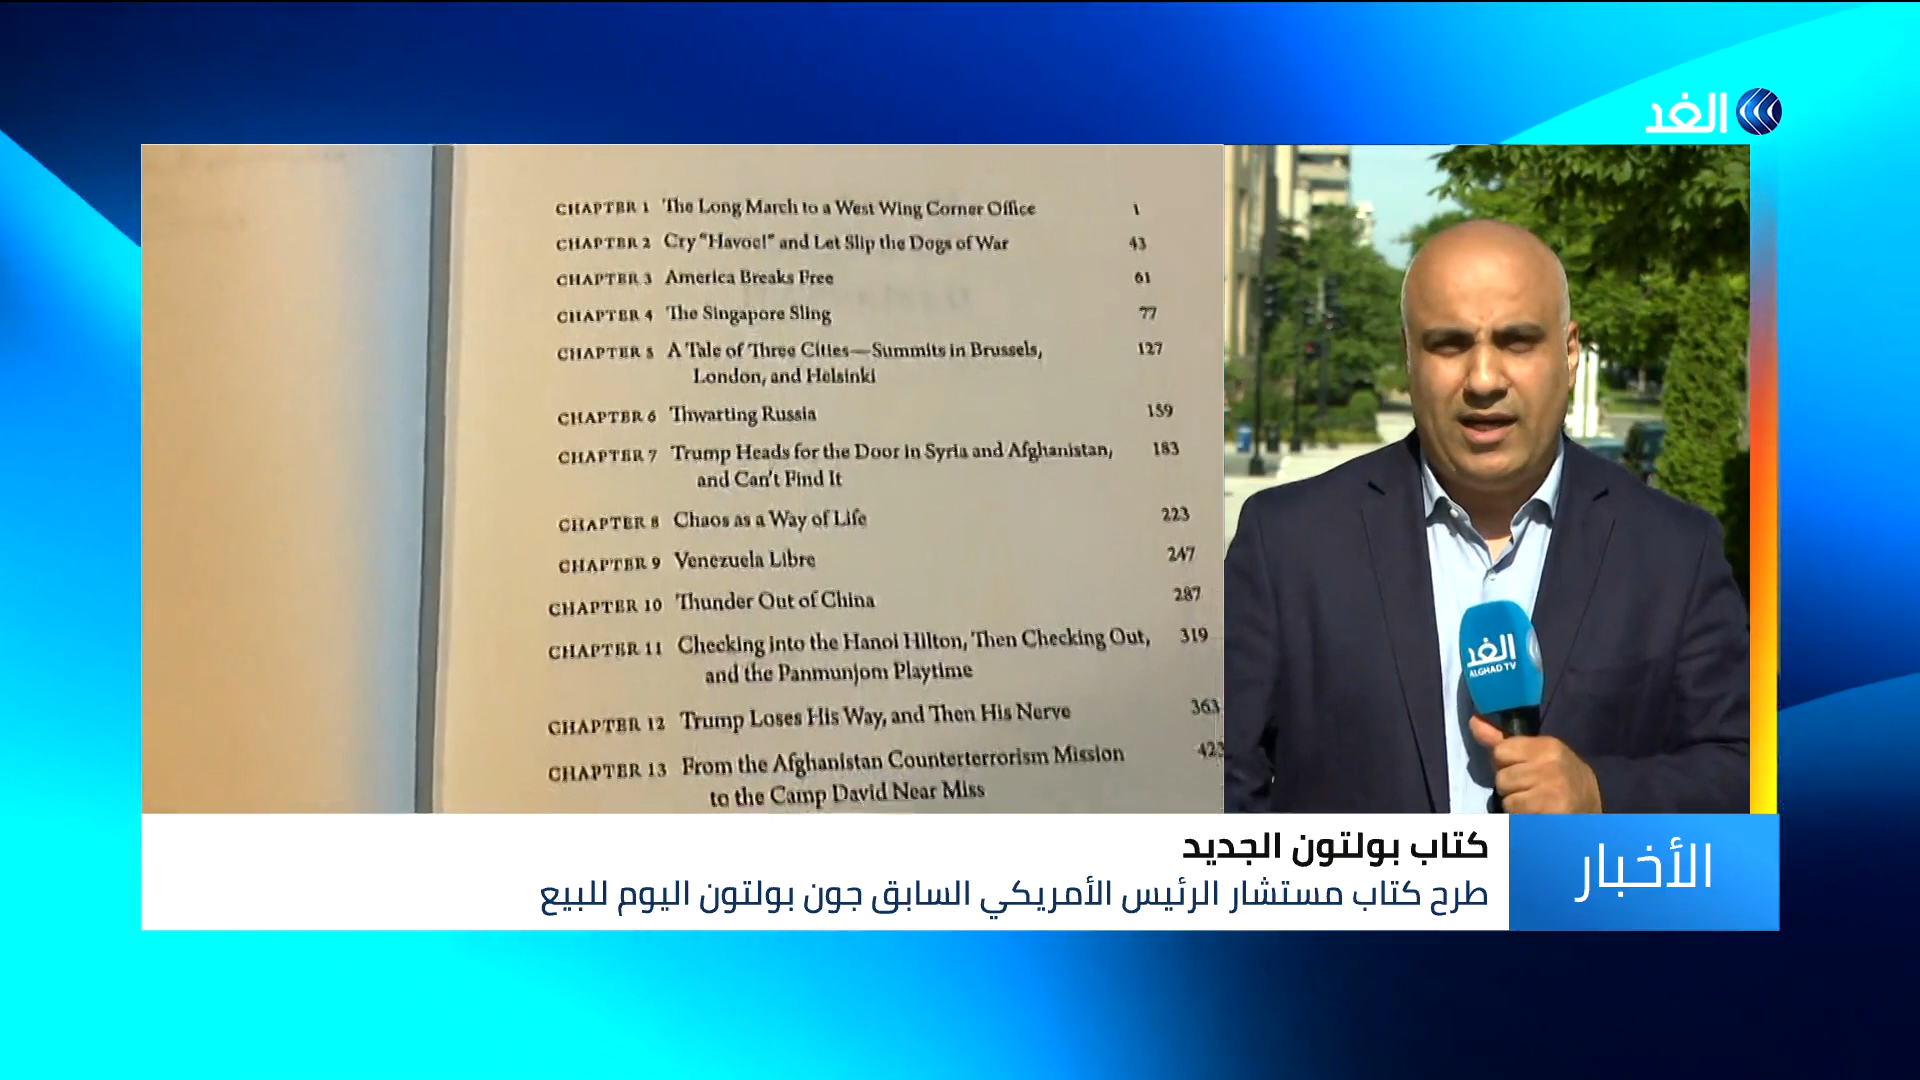 الغد
CHAPTER 1 The Long March to a West Wing Corner Office 1
CHAPTER 2 Cry "Havoc!" and Let Slip the Dogs of War 43
CHAPTER 3 America Breaks Free 61
CHAPTER 4 The Singapore Sling 77
CHAPTER 5 A Tale of Three Cities—Summits in Brussels, 127
London, and Helsinki
CHAPTER 6 Thwarting Russia 159
CHAPTER 7 Trump Heads for the Door in Syria and Afghanistan, 183
and Can't Find It
CHAPTER 8 Chaos as a Way of Life 223
CHAPTER 9 Venezuela Libre 247
CHAPTER 10 Thunder Out of China 287
CHAPTER 11 Checking into the Hanoi Hilton, Then Checking Out, 319
and the Panmunjom Playtime
CHAPTER 12 Trump Loses His Way, and Then His Nerve 363
CHAPTER 13 From the Afghanistan Counterterrorism Mission 423
to the Camp David Near Miss
الغد
ALGHAD TV
الأخبار
كتاب بولتون الجديد
طرح كتاب مستشار الرئيس الأمريكي السابق جون بولتون اليوم للبيع